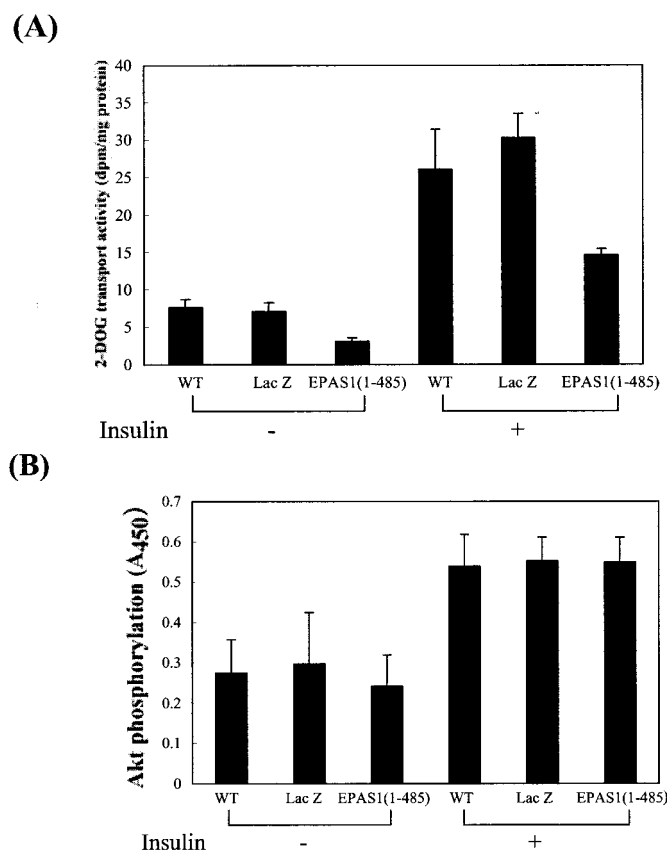 (A)
2-DOG transport activity (dpm/mg protein)
40
35
30
25
20
15
10
5
0
WT Lac Z EPAS1(1-485) WT Lac Z EPAS1(1-485)
Insulin - +
(B)
Akt phosphorylation (A450)
0.7
0.6
0.5
0.4
0.3
0.2
0.1
0
WT Lac Z EPAS1(1-485) WT Lac Z EPAS1(1-485)
Insulin - +